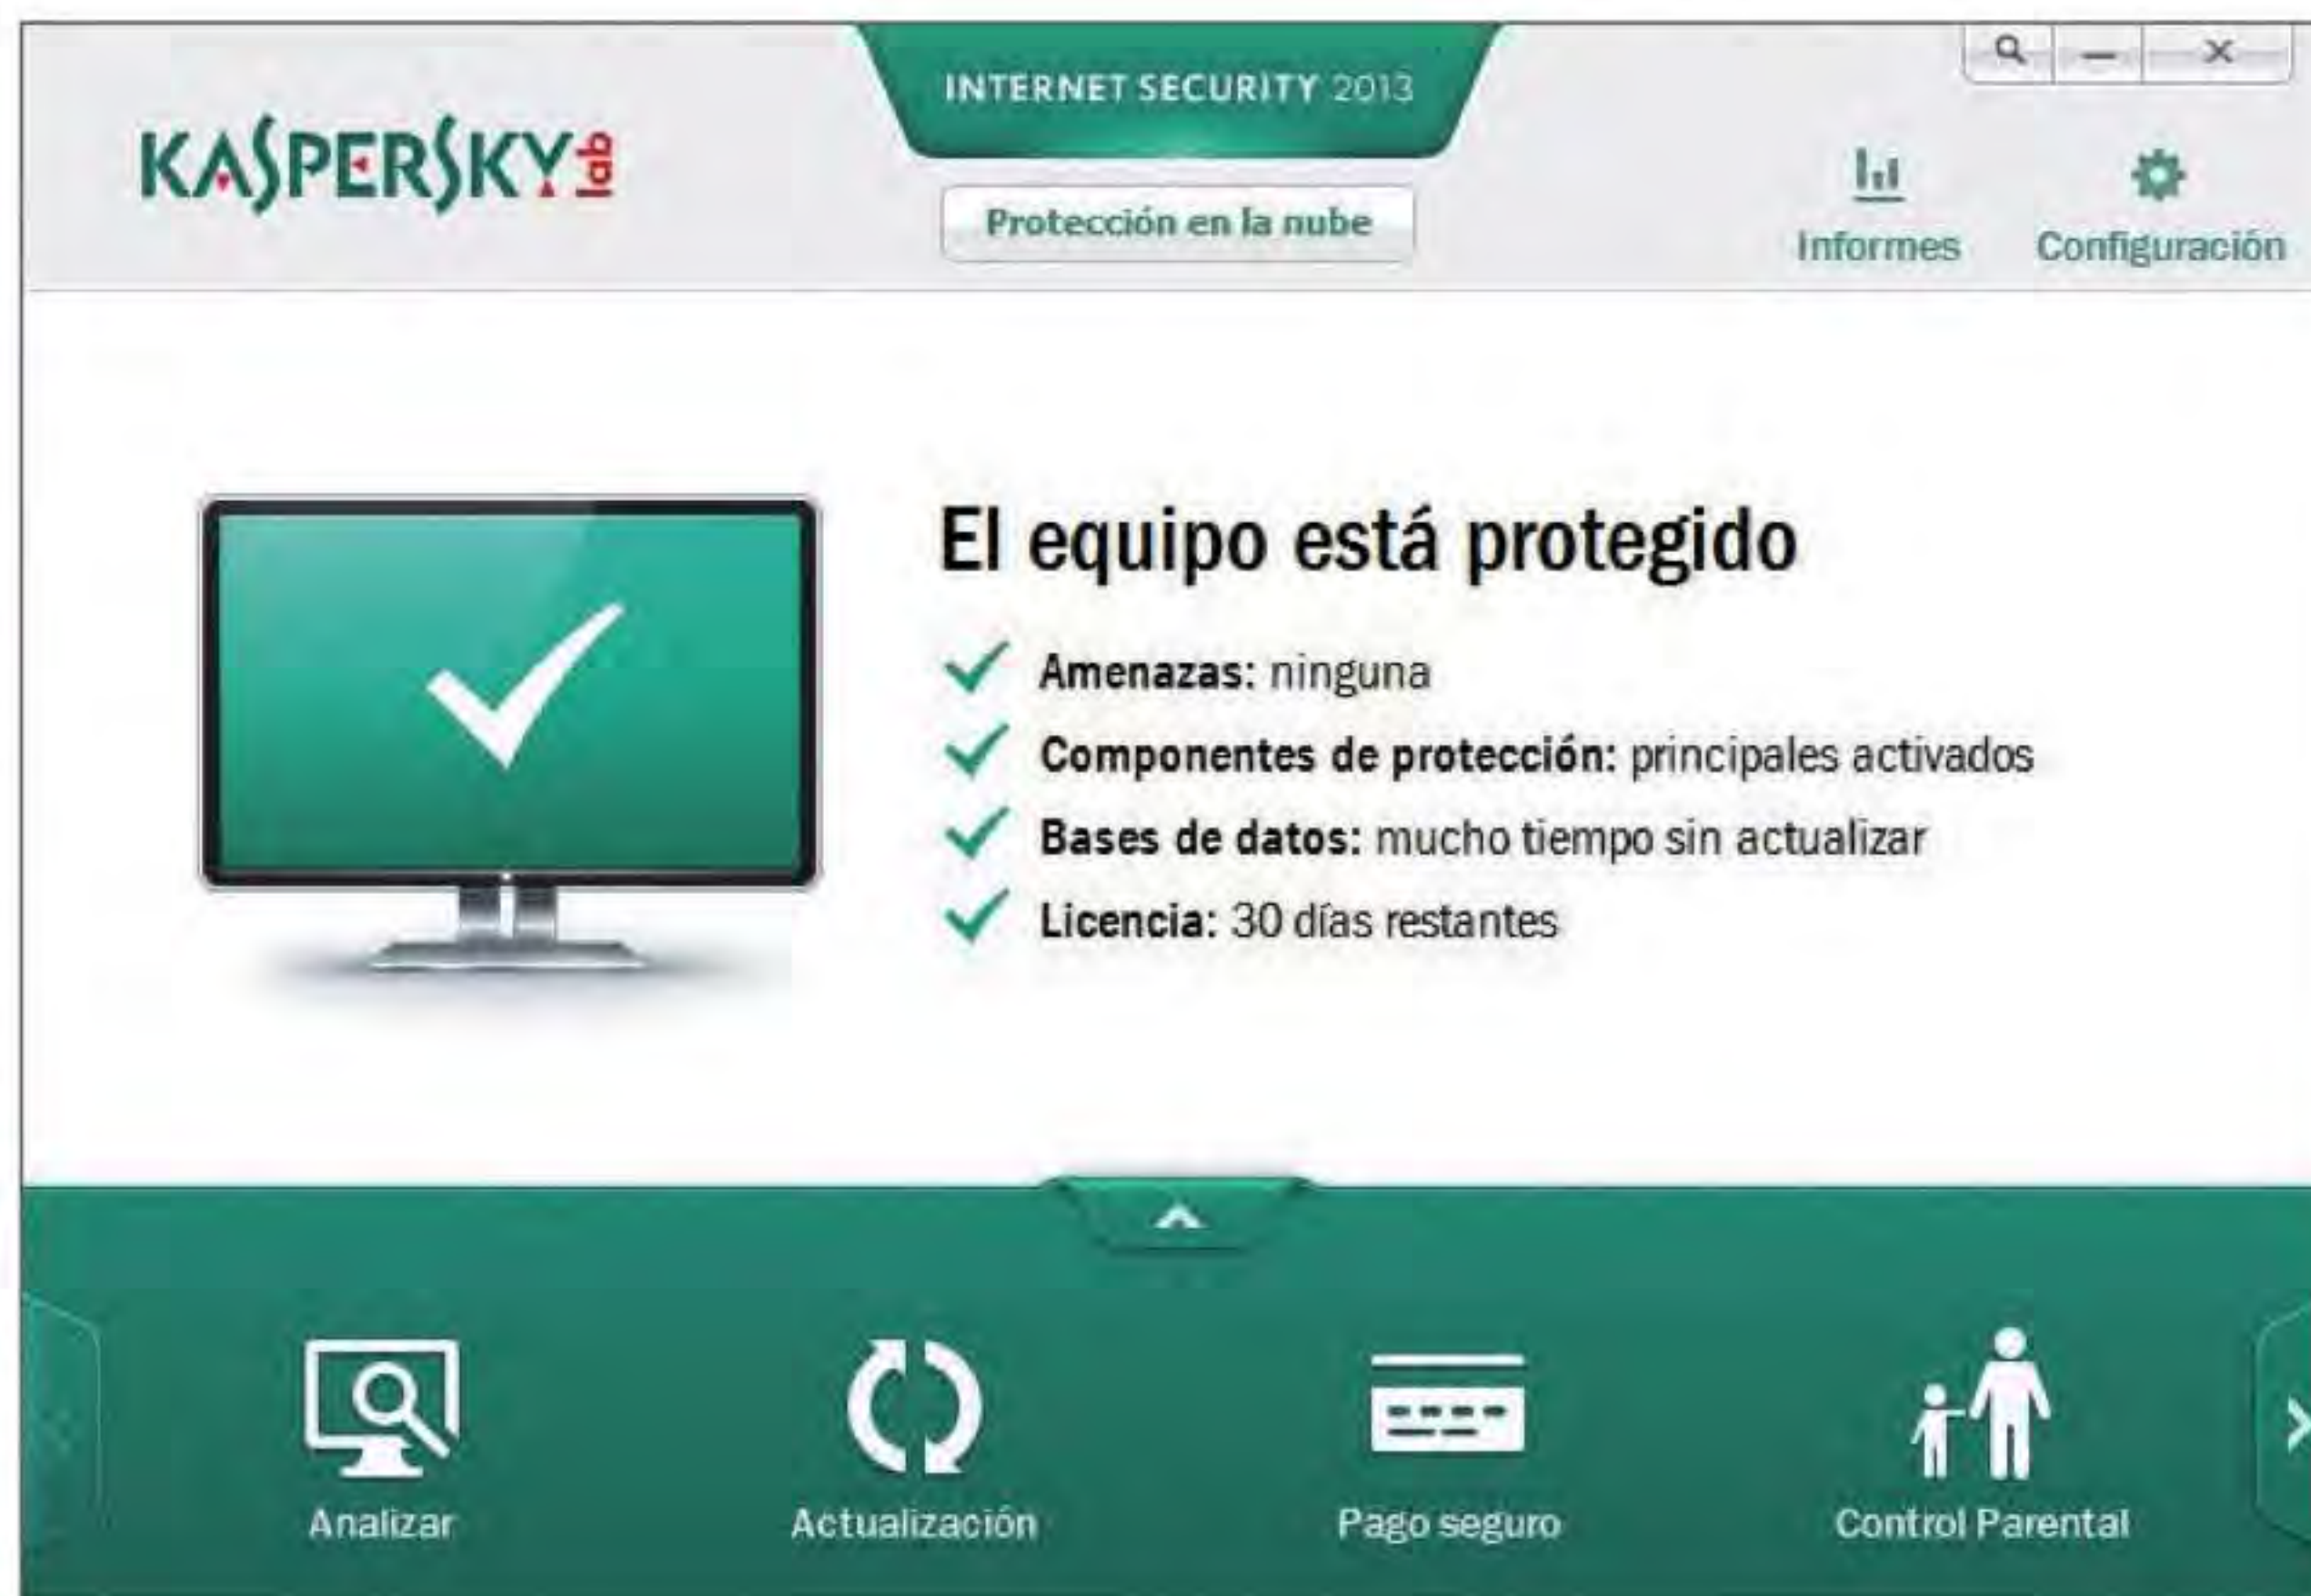 INTERNET SECURITY 2013
KASPERSKY lab
Protección en la nube
Informes
Configuración
El equipo está protegido
Amenazas: ninguna
Componentes de protección: principales activados
Bases de datos: mucho tiempo sin actualizar
Licencia: 30 días restantes
Analizar
Actualización
Pago seguro
Control Parental